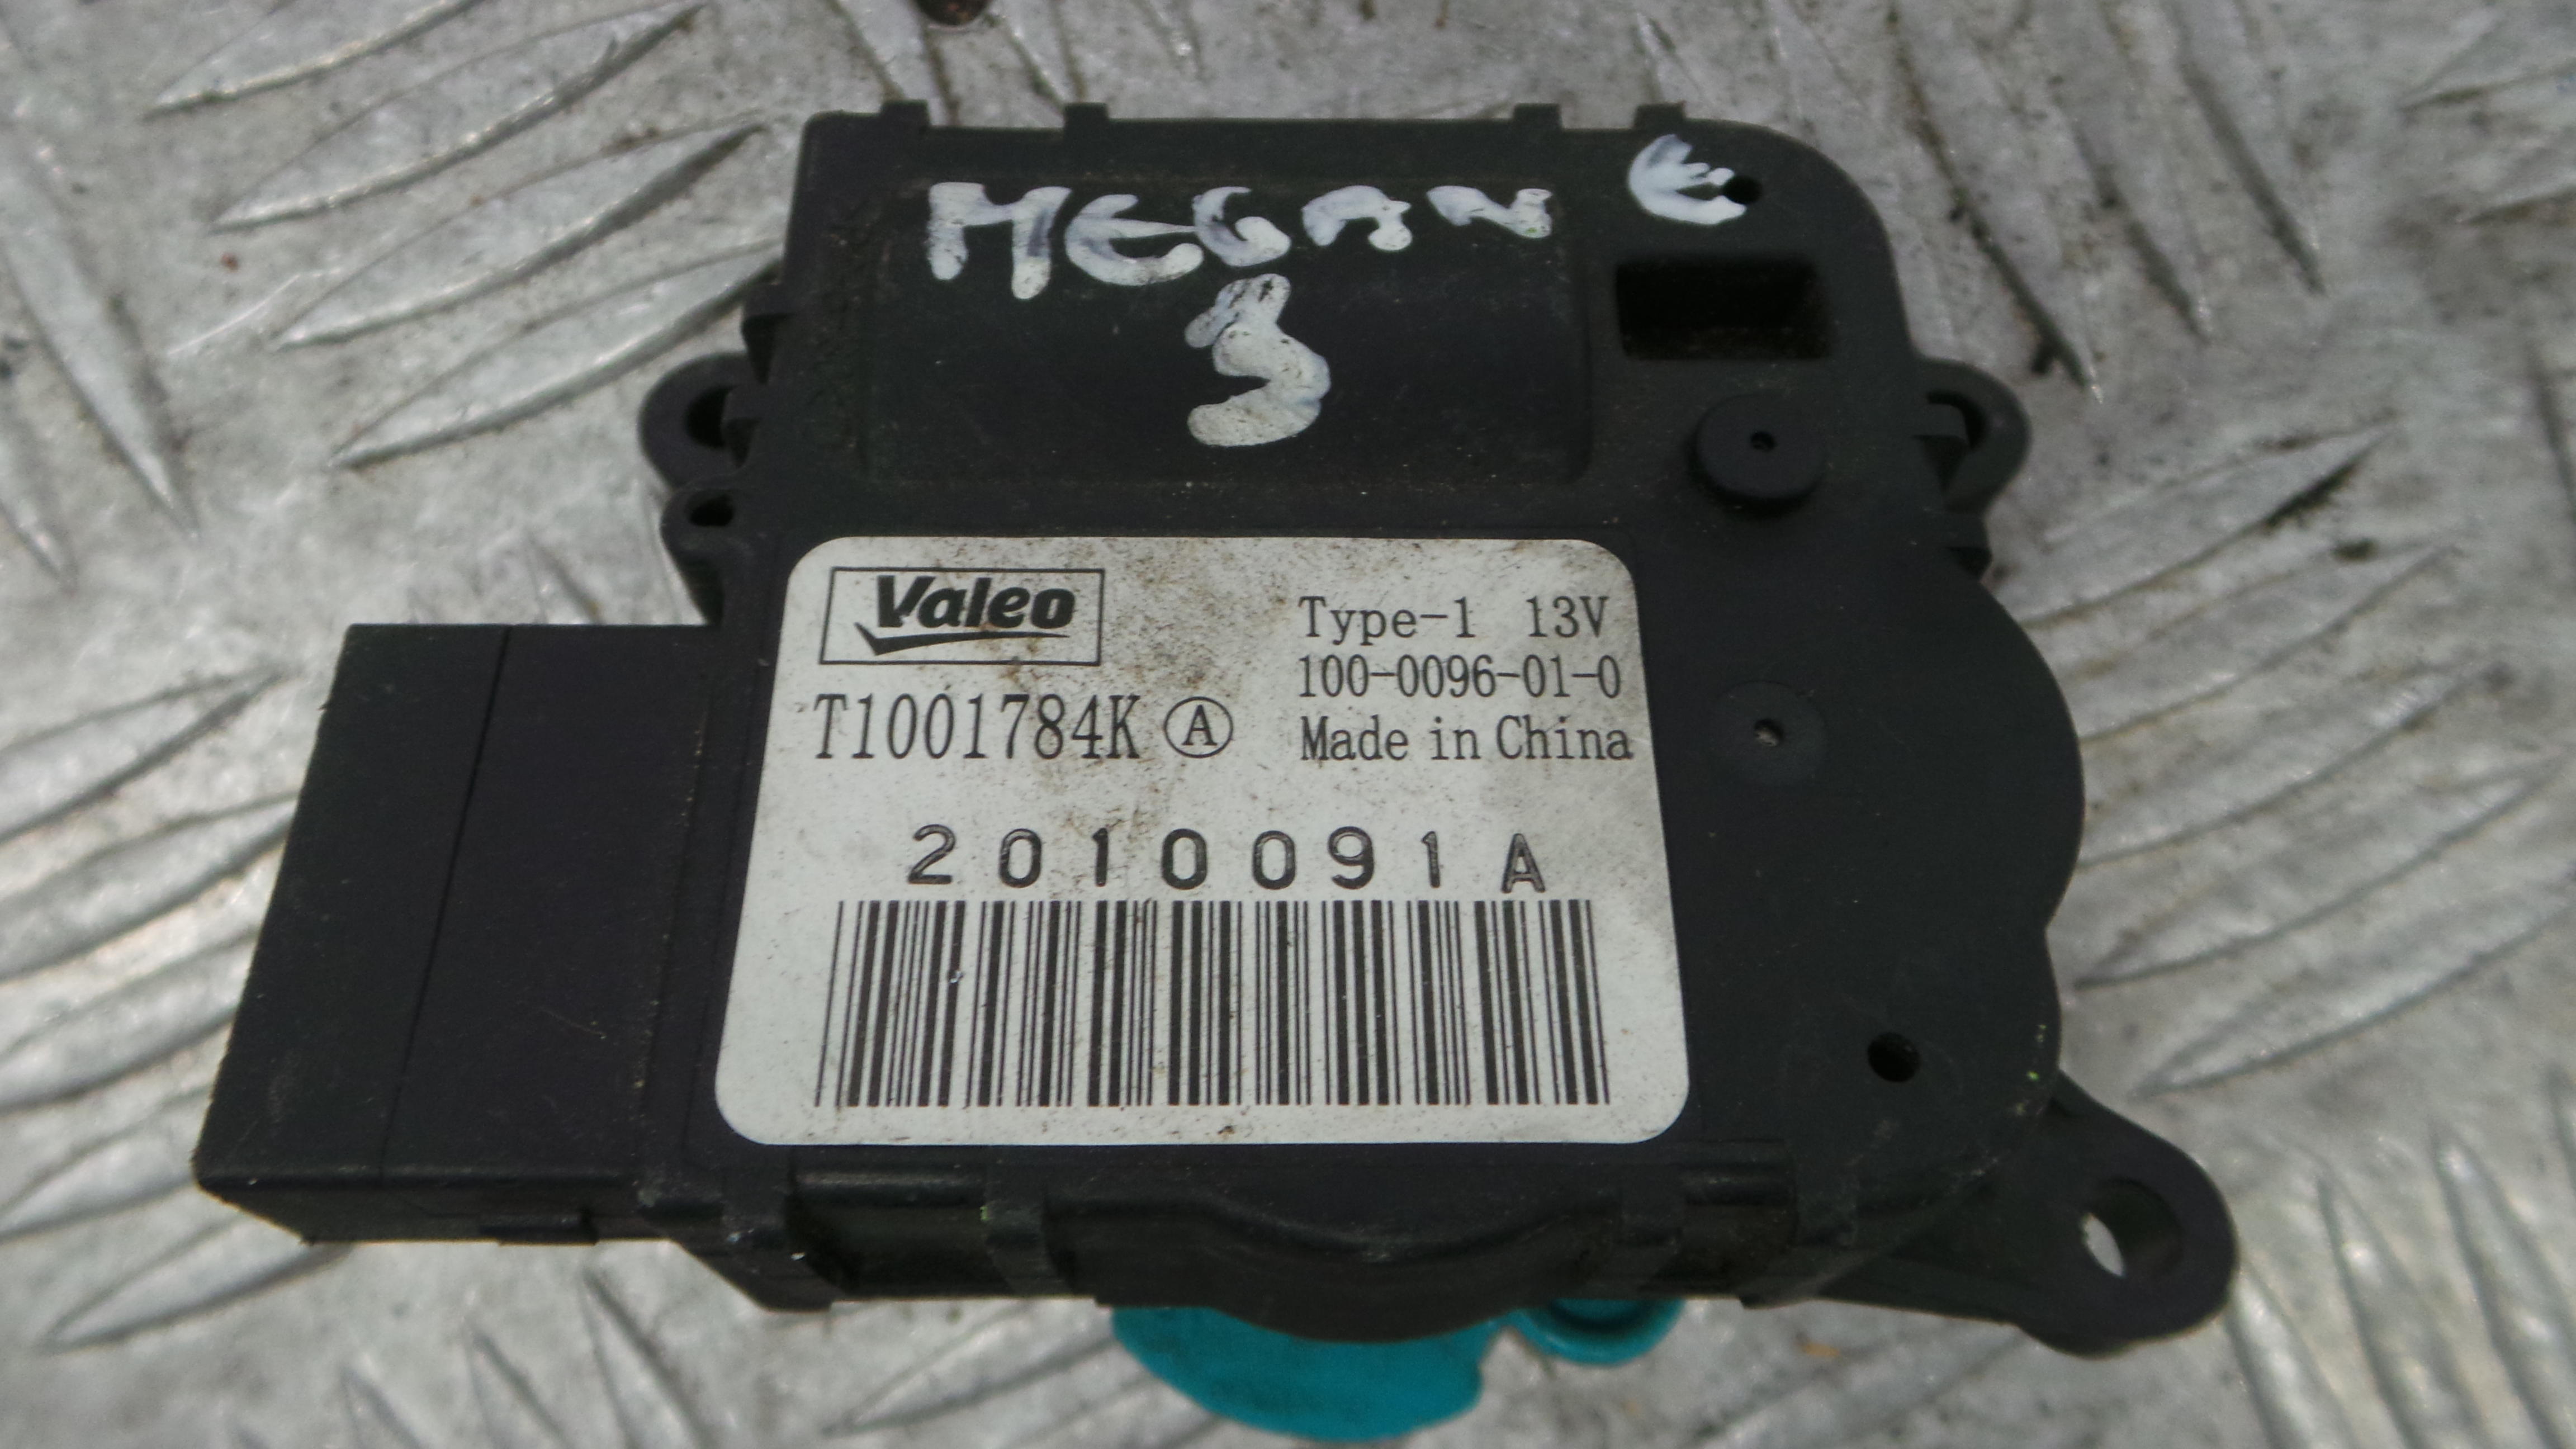 MEGANE
3
Valeo
Type-1 13V
100-0096-01-0
T1001784K Ⓐ
Made in China
2010091A